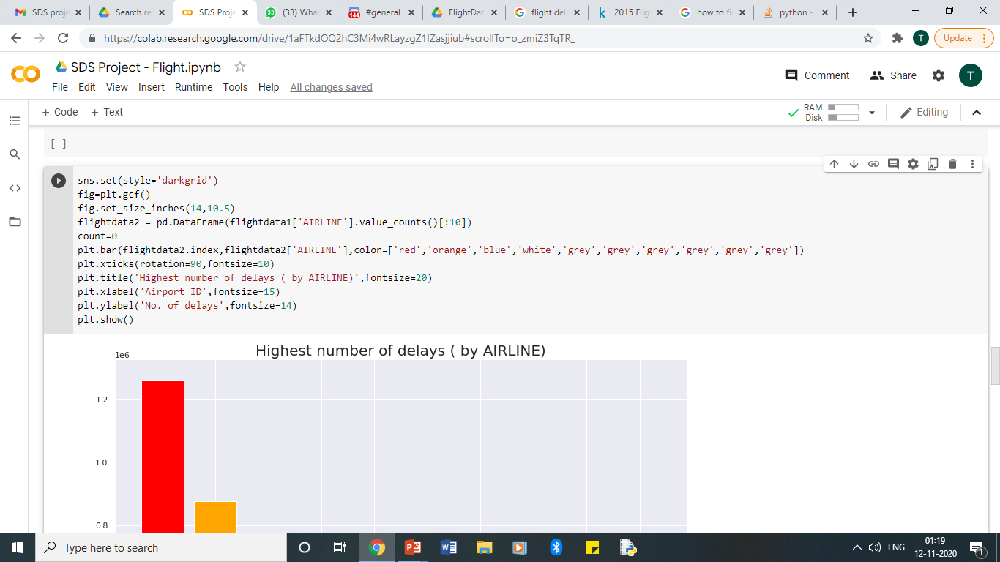 SDS proje
Search re
SDS Proje
(33) What
#general
FlightDat
flight del
2015 Flig
how to fi
python -
https://colab.research.google.com/drive/1aFTkdOQ2hC3Mi4wRLayzgZ1IZasjjiub#scrollTo=o_zmiZ3TqTR_
T
Update
SDS Project - Flight.ipynb
Comment
Share
T
File Edit View Insert Runtime Tools Help All changes saved
+ Code + Text
RAM
Disk
Editing
[ ]
sns.set(style='darkgrid')
fig=plt.gcf()
fig.set_size_inches(14,10.5)
flightdata2 = pd.DataFrame(flightdata1['AIRLINE'].value_counts()[:10])
count=0
plt.bar(flightdata2.index,flightdata2['AIRLINE'],color=['red','orange','blue','white','grey','grey','grey','grey','grey','grey'])
plt.xticks(rotation=90,fontsize=10)
plt.title('Highest number of delays ( by AIRLINE)',fontsize=20)
plt.xlabel('Airport ID',fontsize=15)
plt.ylabel('No. of delays',fontsize=14)
plt.show()
Highest number of delays ( by AIRLINE)
1e6
1.2
1.0
0.8
Type here to search
ENG
01:19
12-11-2020
1